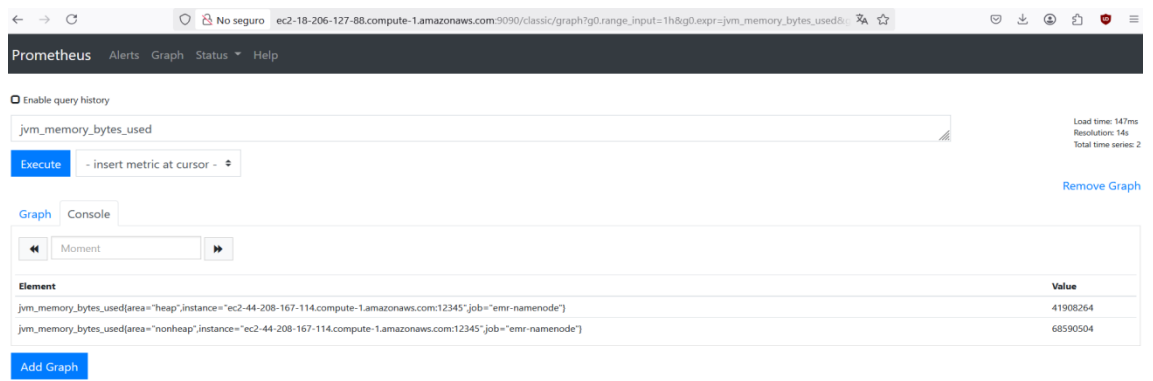 No seguro ec2-18-206-127-88.compute-1.amazonaws.com:9090/classic/graph?g0.range_input=1h&g0.expr=jvm_memory_bytes_used&
Prometheus Alerts Graph Status Help
Enable query history
jvm_memory_bytes_used
Load time: 147ms
Resolution: 14s
Total time series: 2
Execute - insert metric at cursor -
Remove Graph
Graph Console
Moment
Element Value
jvm_memory_bytes_used{area="heap",instance="ec2-44-208-167-114.compute-1.amazonaws.com:12345",job="emr-namenode"} 41908264
jvm_memory_bytes_used{area="nonheap",instance="ec2-44-208-167-114.compute-1.amazonaws.com:12345",job="emr-namenode"} 68590504
Add Graph